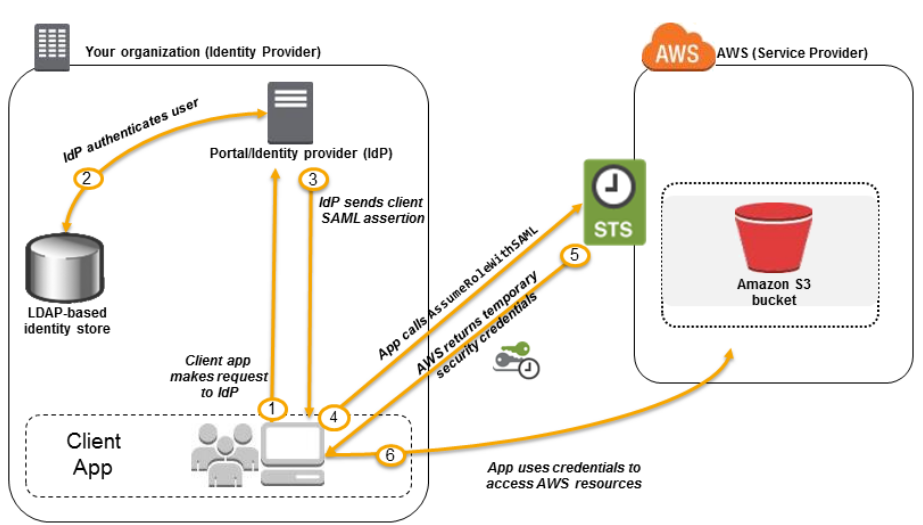 Your organization (Identity Provider)
AWS
AWS (Service Provider)
IdP authenticates user
2
Portal/Identity provider (IdP)
3
IdP sends client
SAML assertion
LDAP-based
identity store
Client app
makes request
to IdP
1
4
App calls AssumeRoleWithSAML
STS
5
AWS returns temporary
security credentials
Amazon S3
bucket
Client
App
6
App uses credentials to
access AWS resources